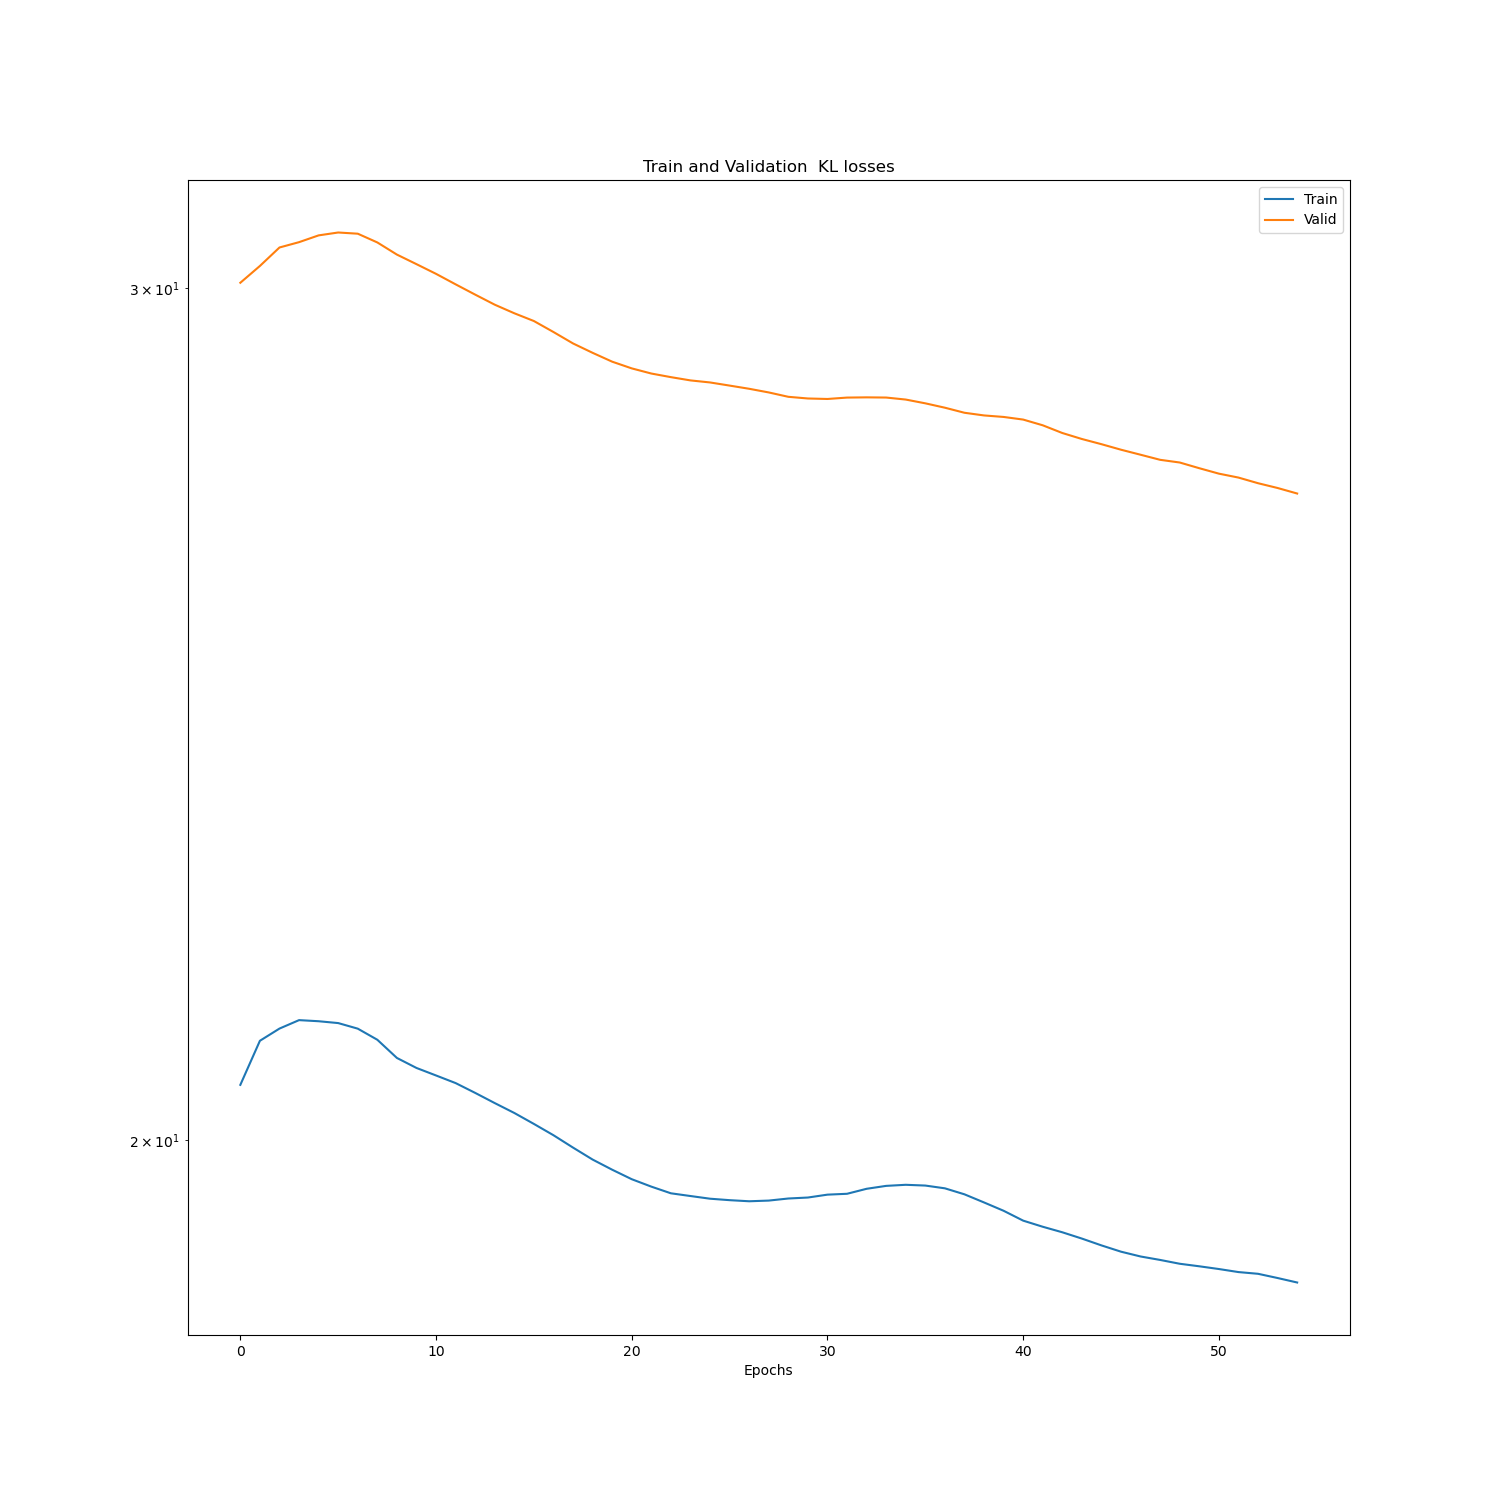 Train and Validation  KL losses
Train
Valid
3 × 10¹
2 × 10¹
0 10 20 30 40 50
Epochs